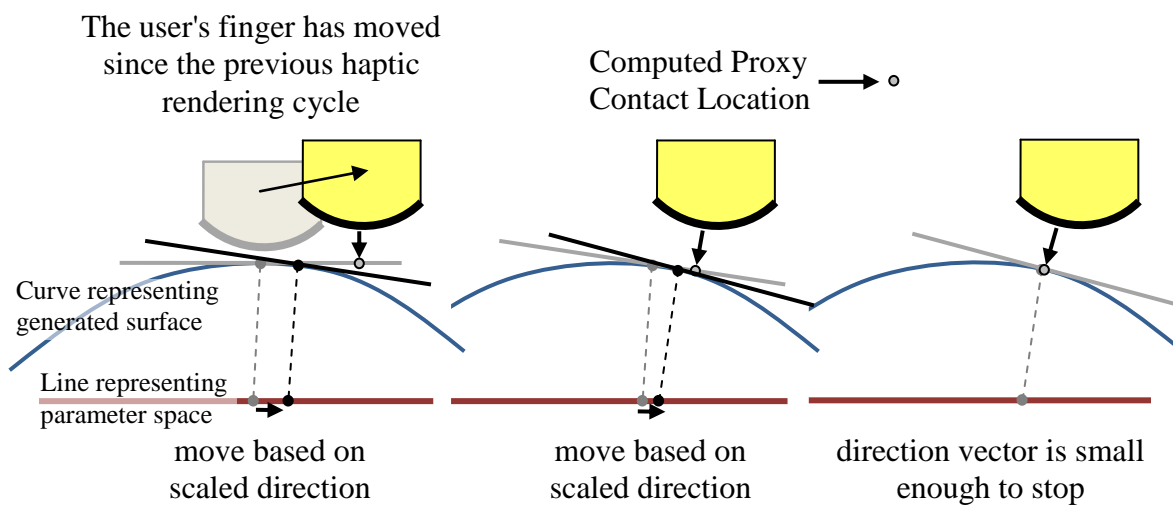 The user's finger has moved
since the previous haptic
rendering cycle
Computed Proxy
Contact Location
Curve representing
generated surface
Line representing
parameter space
move based on
scaled direction
move based on
scaled direction
direction vector is small
enough to stop